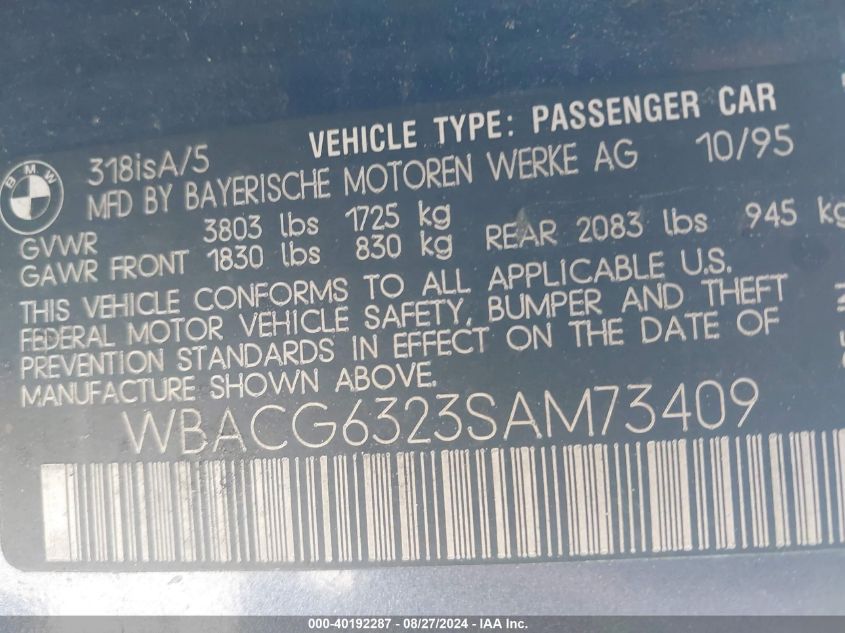 VEHICLE TYPE: PASSENGER CAR
BMW
318isA/5
MFD BY BAYERISCHE MOTOREN WERKE AG 10/95
GVWR 3803 lbs 1725 kg
GAWR FRONT 1830 lbs 830 kg REAR 2083 lbs 945 kg
THIS VEHICLE CONFORMS TO ALL APPLICABLE U.S.
FEDERAL MOTOR VEHICLE SAFETY, BUMPER AND THEFT
PREVENTION STANDARDS IN EFFECT ON THE DATE OF
MANUFACTURE SHOWN ABOVE.
WBACG6323SAM73409
000-40192287 - 08/27/2024 - IAA Inc.